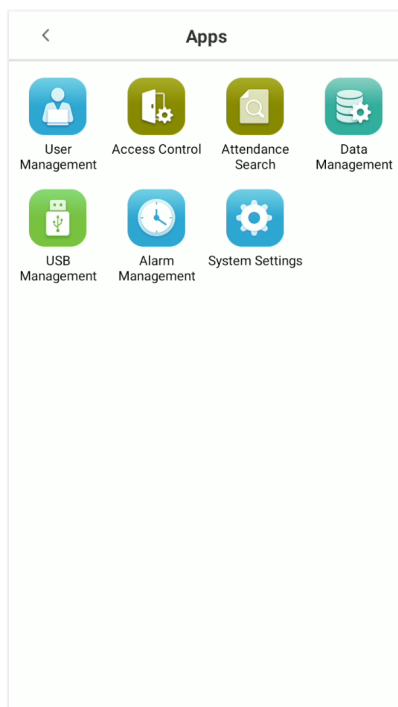 Apps
User
Management
Access Control
Attendance
Search
Data
Management
USB
Management
Alarm
Management
System Settings